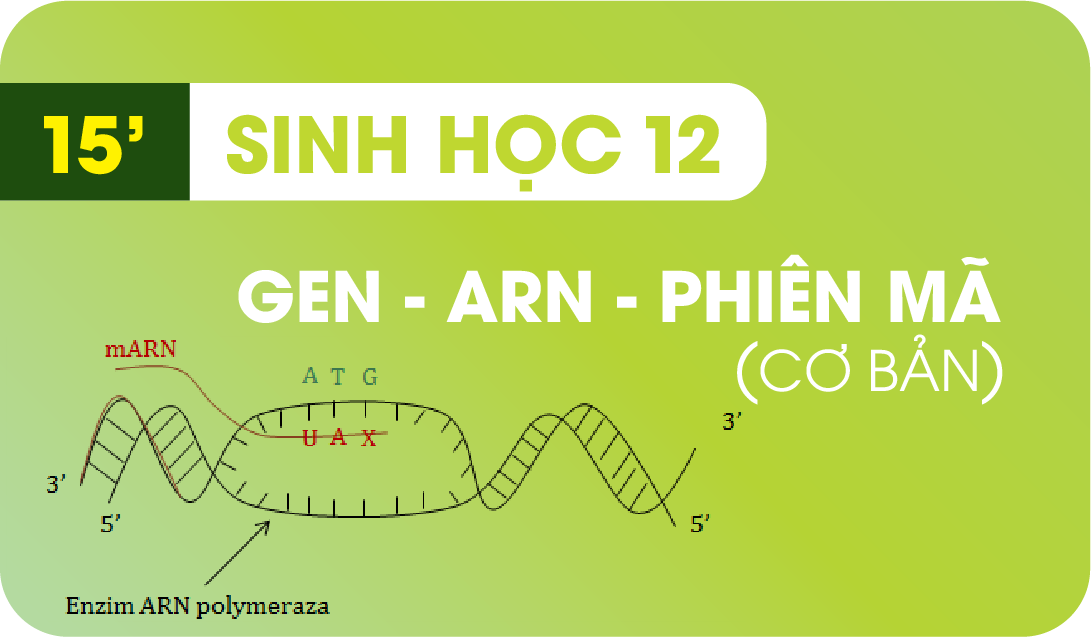 15’
SINH HỌC 12
GEN - ARN - PHIÊN MÃ
(CƠ BẢN)
mARN
A T G
U A X
3’
3’
5’
5’
Enzim ARN polymeraza